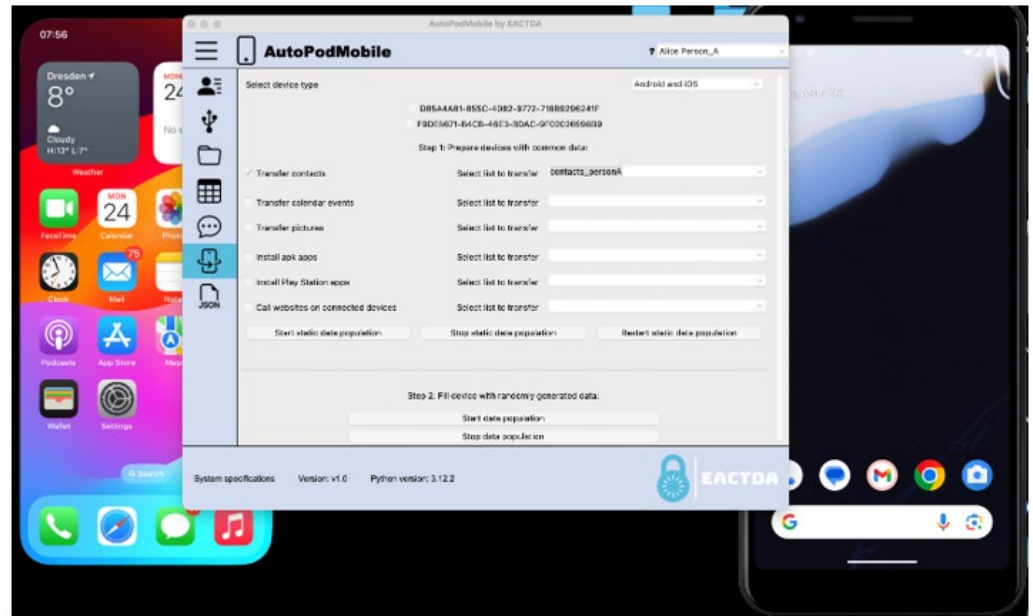 AutoPodMobile by EACTDA
07:56
AutoPodMobile
? Alice Person_A
Dresden
8°
Cloudy
H:13° L:7°
Weather
MON
24
No e
Select device type
Android and iOS
Step 1: Prepare devices with common data:
Transfer contacts
Select list to transfer
contacts_personA
Transfer calendar events
Select list to transfer
Transfer pictures
Select list to transfer
Install apk apps
Select list to transfer
Install Play Station apps
Select list to transfer
Call websites on connected devices
Select list to transfer
Start static data population
Stop static data population
Restart static data population
Step 2: Fill device with randomly generated data:
Start data population
Stop data population
JSON
FaceTime
Calendar
Photo
75
Clock
Mail
Note
Podcasts
App Store
Map
Wallet
Settings
Search
System specifications
Version: v1.0
Python version: 3.12.2
EACTDA